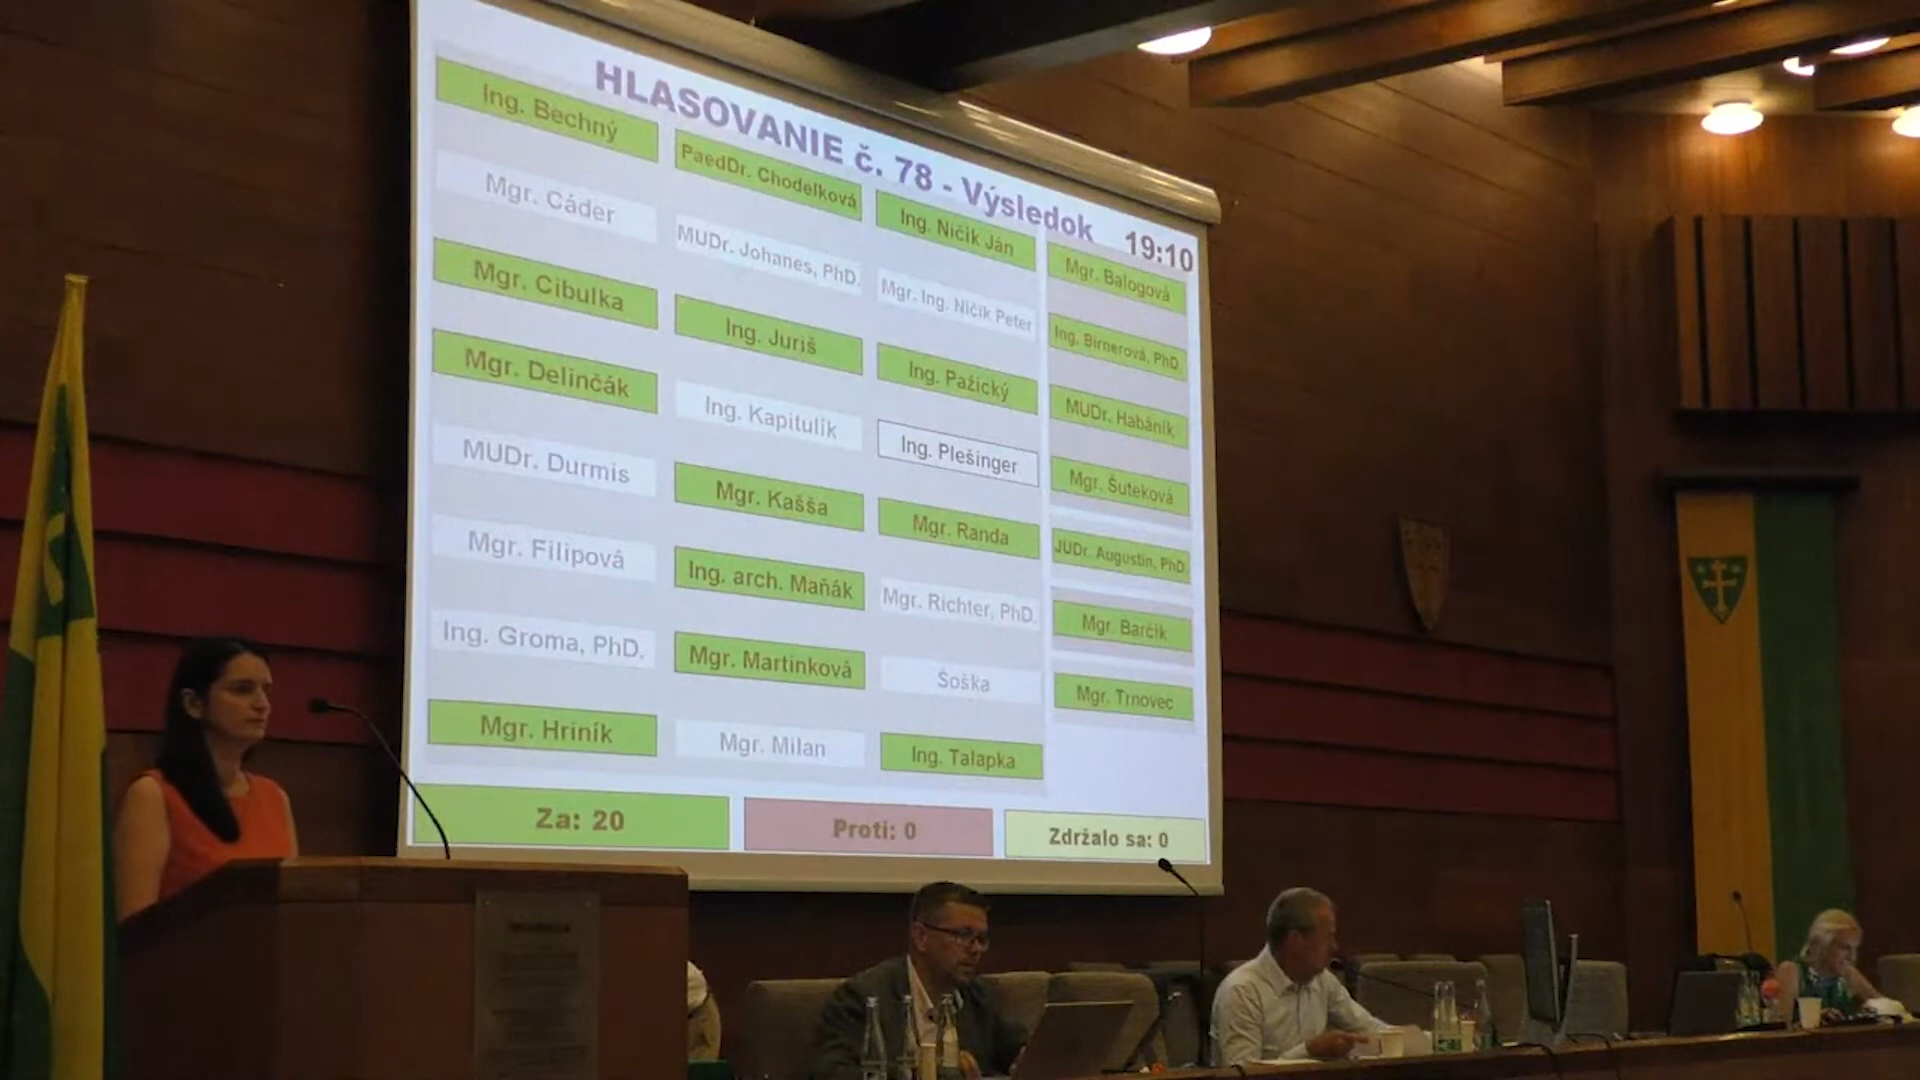 HLASOVANIE č. 78 - Výsledok
19:10
Ing. Bechný
Mgr. Cáder
Mgr. Cibulka
Mgr. Delinčák
MUDr. Durmis
Mgr. Filipová
Ing. Groma, PhD.
Mgr. Hriník
PaedDr. Chodelková
MUDr. Johanes, PhD.
Ing. Juriš
Ing. Kapitulík
Mgr. Kašša
Ing. arch. Maňák
Mgr. Martinková
Mgr. Milan
Ing. Ničík Ján
Mgr. Ing. Ničík Peter
Ing. Pažický
Ing. Plešinger
Mgr. Randa
Mgr. Richter, PhD.
Šoška
Ing. Talapka
Mgr. Balogová
Ing. Birnerová, PhD.
MUDr. Habánik
Mgr. Šuteková
JUDr. Augustín, PhD.
Mgr. Barčík
Mgr. Trnovec
Za: 20
Proti: 0
Zdržalo sa: 0